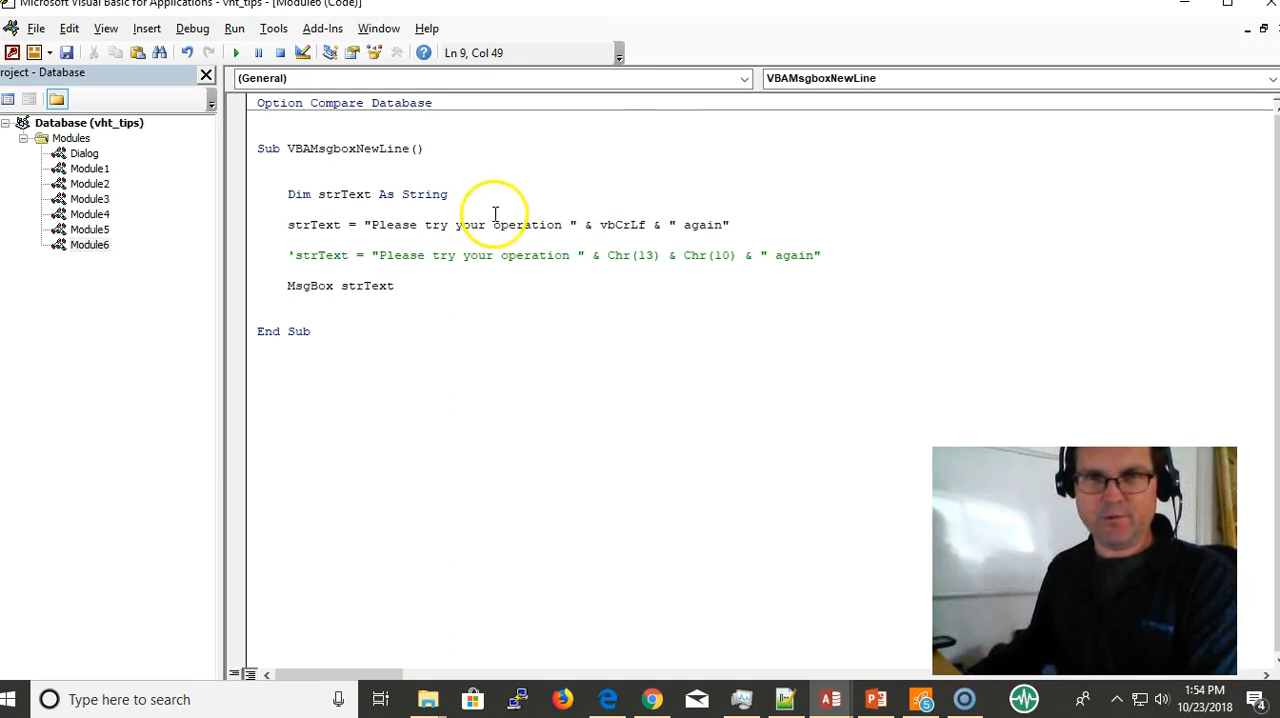 Microsoft Visual Basic for Applications - vht_tips - [Module6 (Code)]
File Edit View Insert Debug Run Tools Add-Ins Window Help
Ln 9, Col 49
roject - Database
(General) VBAMsgboxNewLine
Database (vht_tips)
Modules
Dialog
Module1
Module2
Module3
Module4
Module5
Module6
Option Compare Database
Sub VBAMsgboxNewLine()
Dim strText As String
strText = "Please try your operation " & vbCrLf & " again"
'strText = "Please try your operation " & Chr(13) & Chr(10) & " again"
MsgBox strText
End Sub
Type here to search
5
1:54 PM
10/23/2018
4